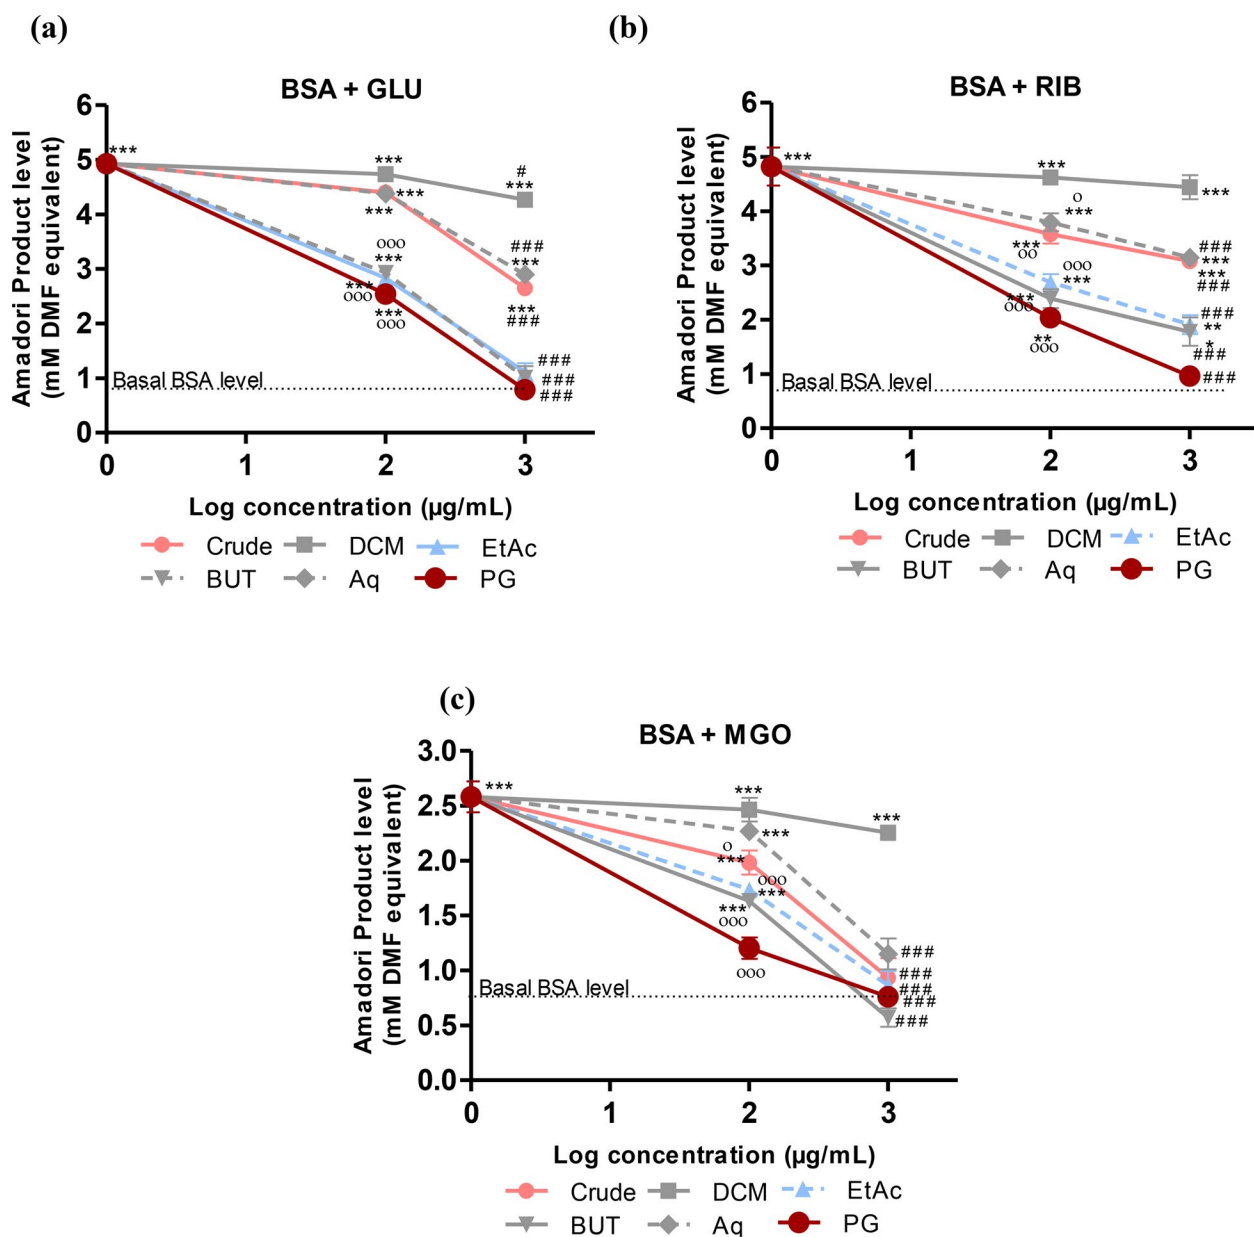 (a)
BSA + GLU
Amadori Product level
(mM DMF equivalent)
6
5
4
3
2
1
0
***
***
***
***
#
***
ooo
***
***
ooo
***
ooo
###
***
***
###
###
###
###
Basal BSA level
0
1
2
3
Log concentration (µg/mL)
Crude
DCM
EtAc
BUT
Aq
PG
(b)
BSA + RIB
Amadori Product level
(mM DMF equivalent)
6
5
4
3
2
1
0
***
***
***
o
***
***
oo
###
***
***
###
ooo
***
***
ooo
**
ooo
###
**
*
###
###
Basal BSA level
0
1
2
3
Log concentration (µg/mL)
Crude
DCM
EtAc
BUT
Aq
PG
(c)
BSA + MGO
Amadori Product level
(mM DMF equivalent)
3.0
2.5
2.0
1.5
1.0
0.5
0.0
***
***
***
***
o
***
ooo
***
***
ooo
ooo
###
###
###
###
###
Basal BSA level
0
1
2
3
Log concentration (µg/mL)
Crude
DCM
EtAc
BUT
Aq
PG